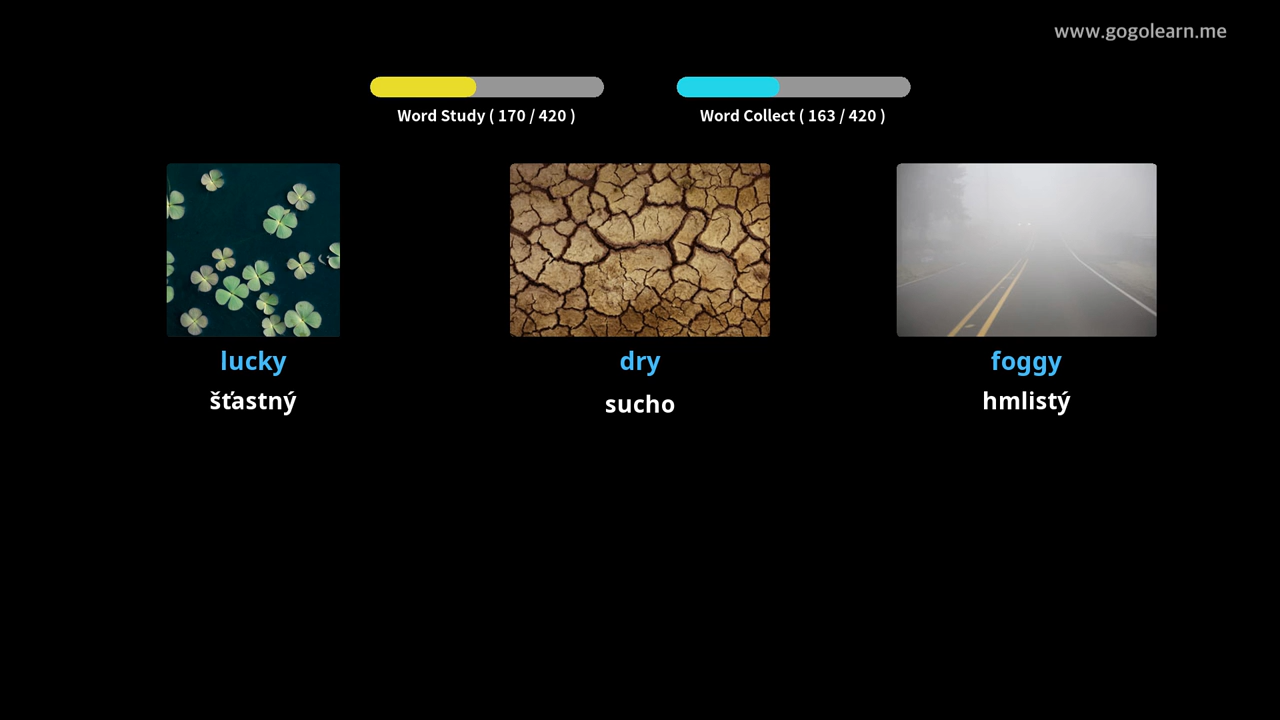 www.gogolearn.me
Word Study ( 170 / 420 )
Word Collect ( 163 / 420 )
lucky
šťastný
dry
sucho
foggy
hmlistý